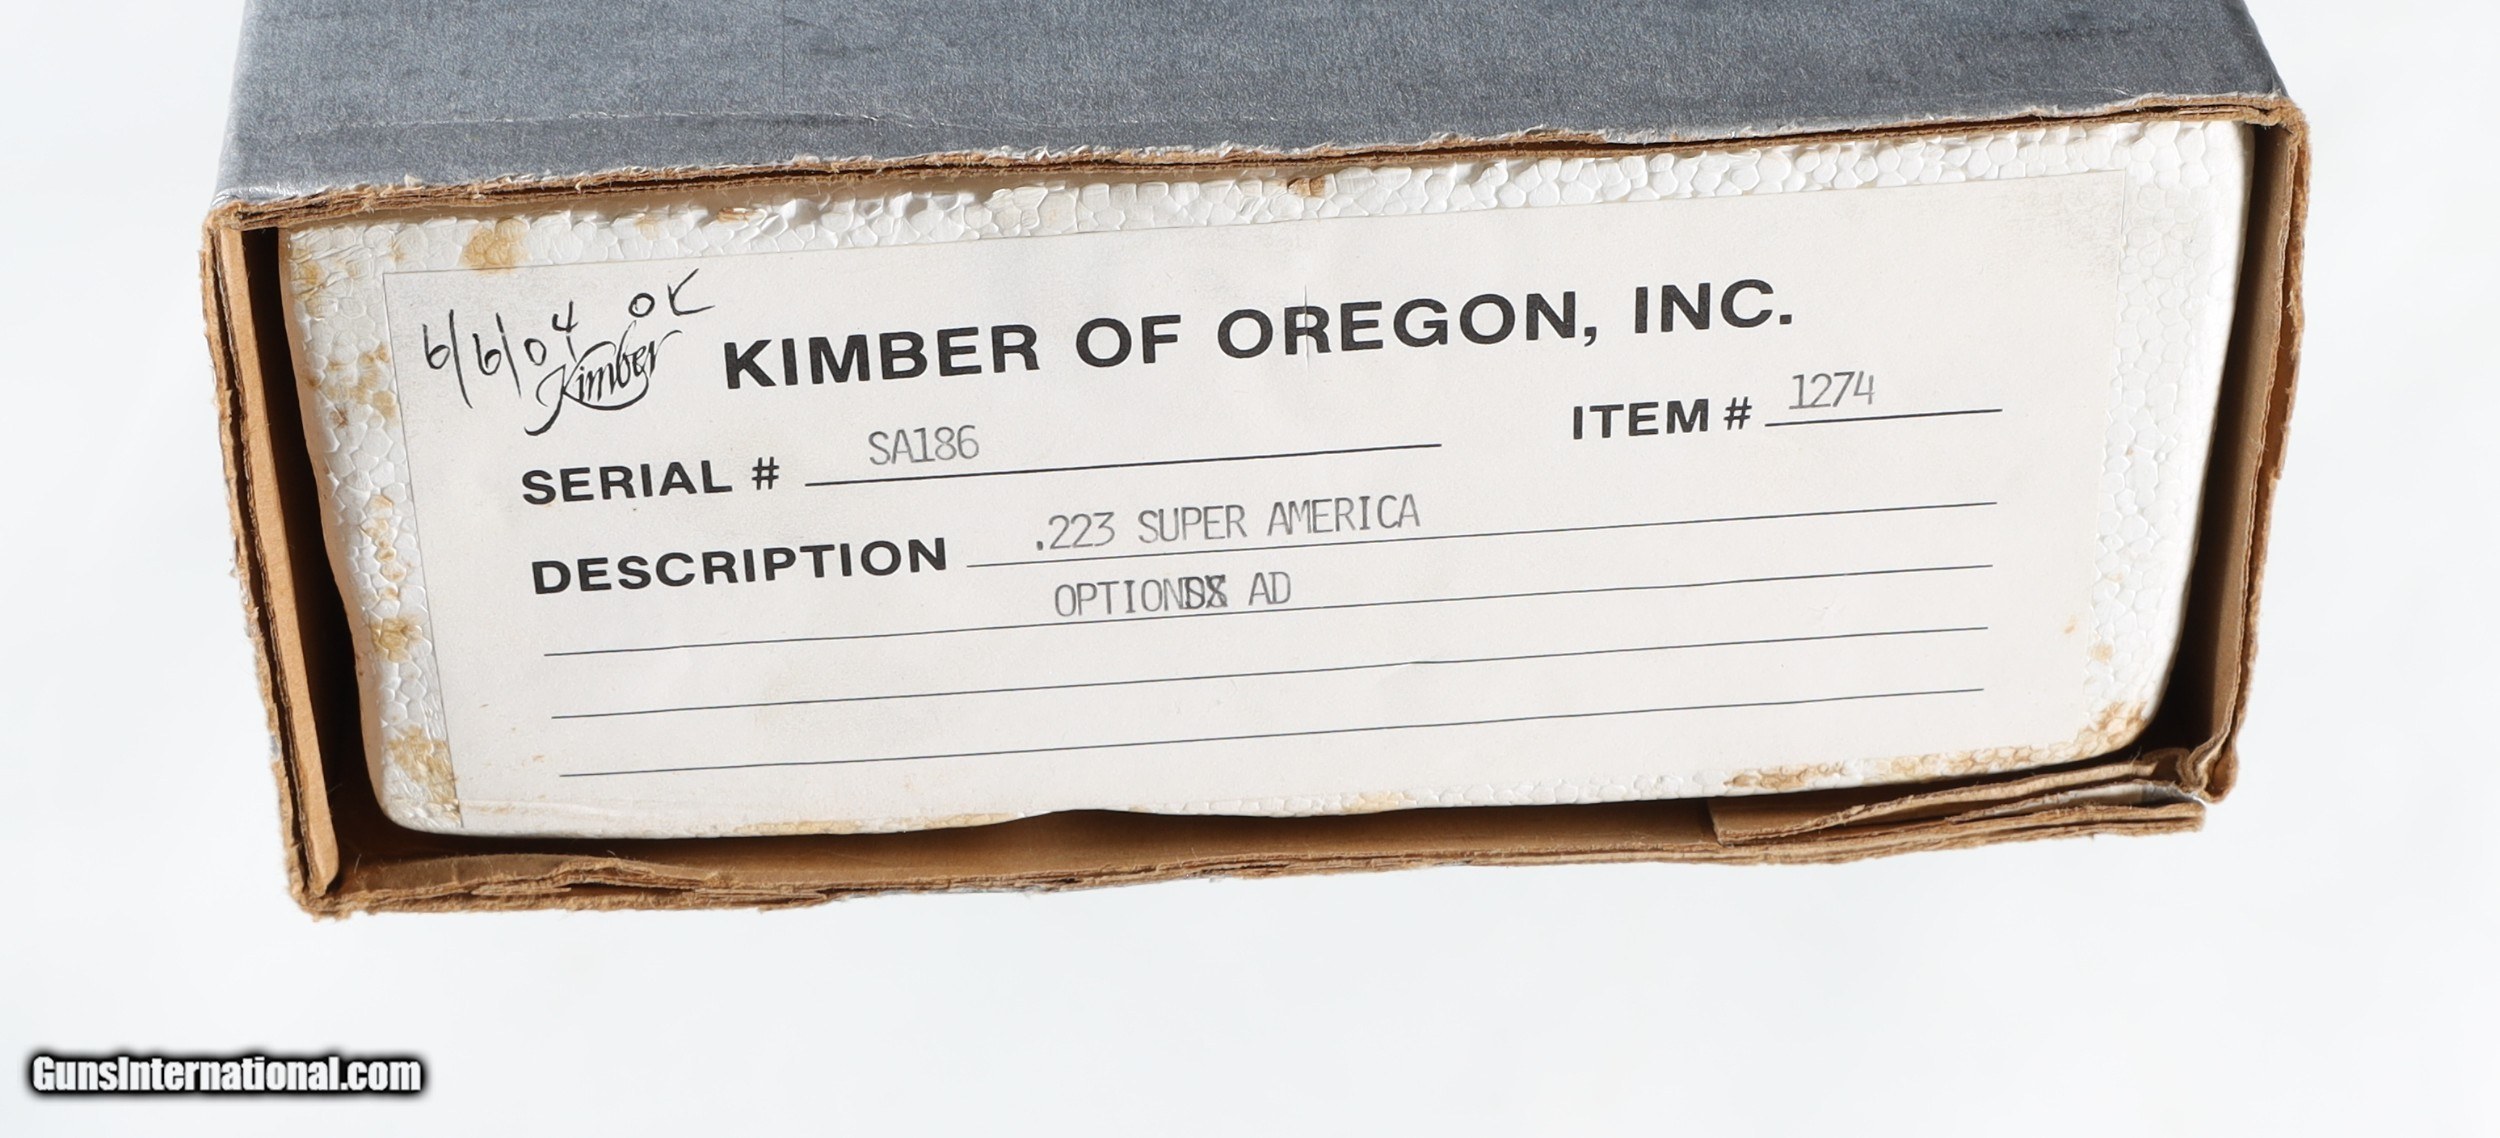 6/6/04 OK
Kimber KIMBER OF OREGON, INC.
SERIAL # SA186 ITEM # 1274
DESCRIPTION .223 SUPER AMERICA
OPTIONS AD
GunsInternational.com